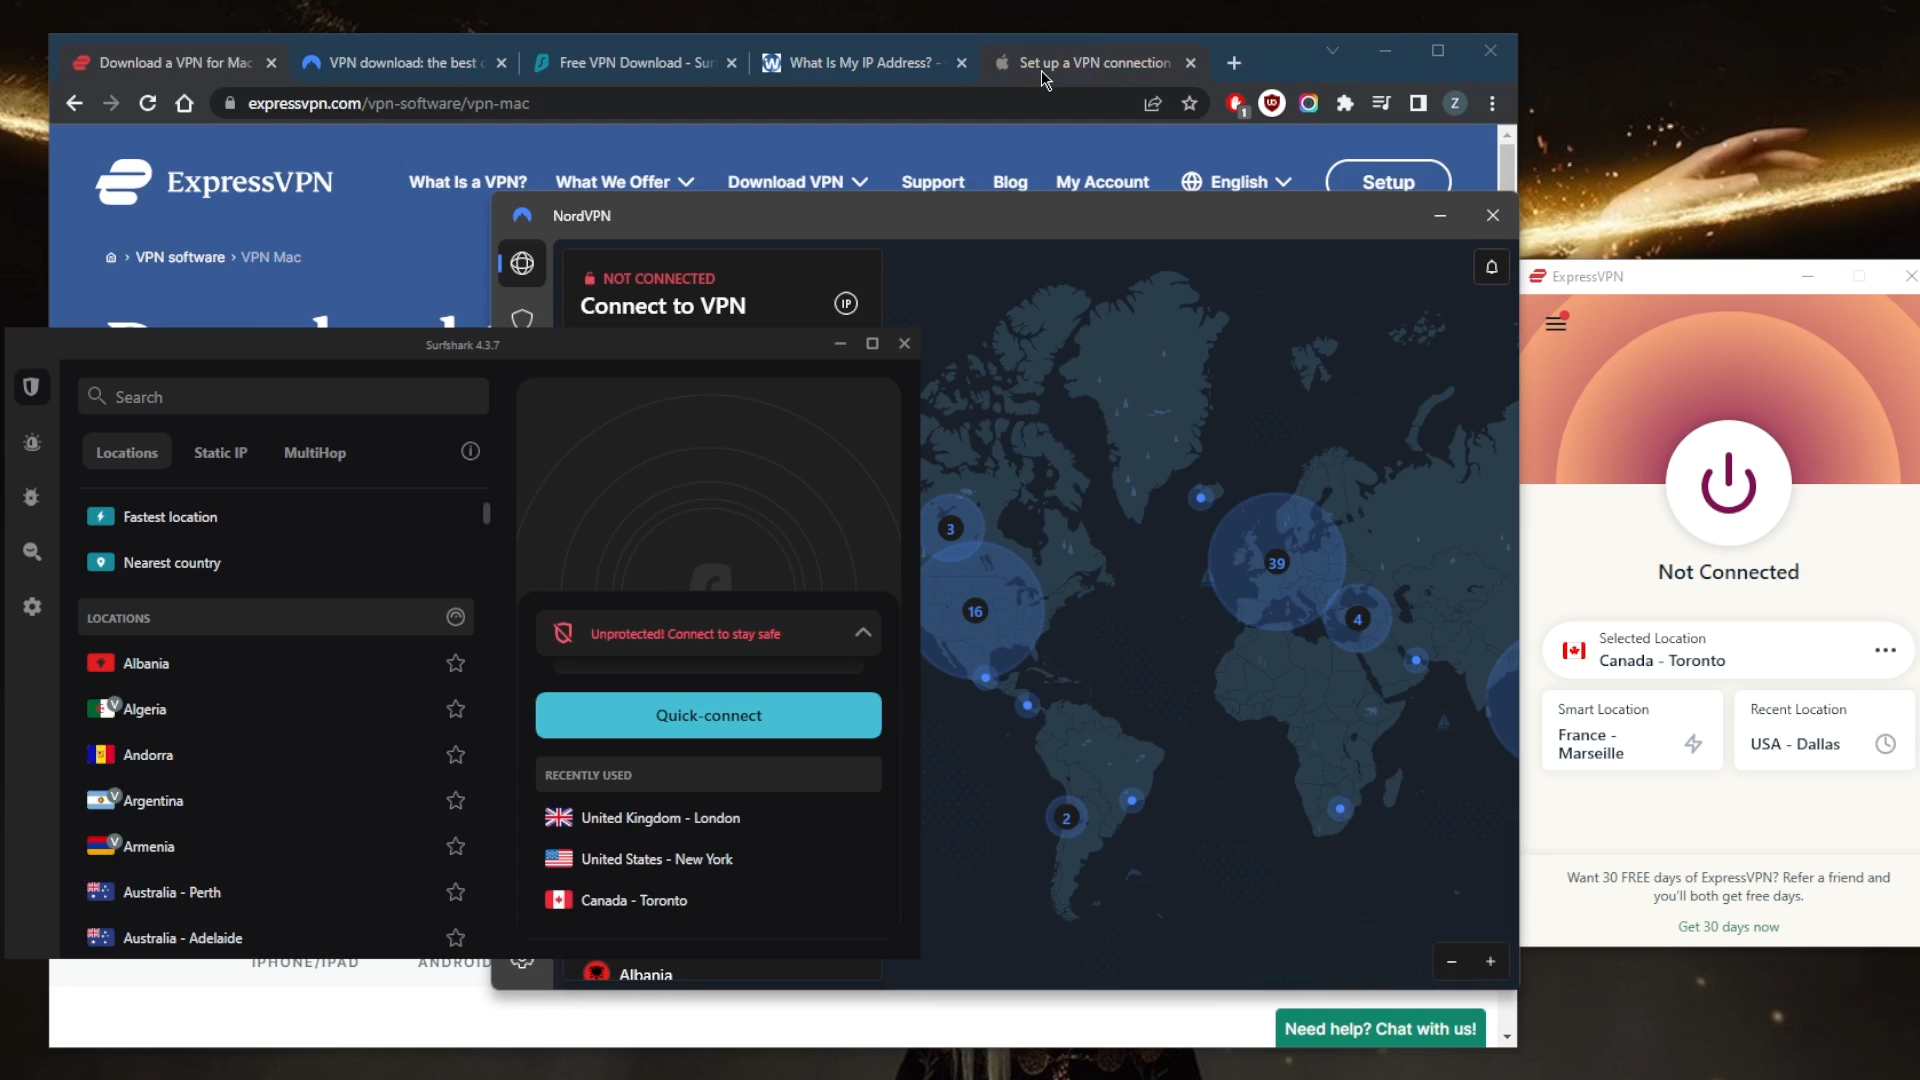 Download a VPN for Mac
VPN download: the best
Free VPN Download - Sur
What Is My IP Address? -
Set up a VPN connection
expressvpn.com/vpn-software/vpn-mac
1
Z
ExpressVPN
What Is a VPN?
What We Offer
Download VPN
Support
Blog
My Account
English
Setup
VPN software > VPN Mac
NordVPN
NOT CONNECTED
Connect to VPN
IP
3
16
39
4
2
Albania
Surfshark 4.3.7
Search
Locations
Static IP
MultiHop
Fastest location
Nearest country
LOCATIONS
Albania
Algeria
Andorra
Argentina
Armenia
Australia - Perth
Australia - Adelaide
Unprotected! Connect to stay safe
Quick-connect
RECENTLY USED
United Kingdom - London
United States - New York
Canada - Toronto
IPHONE/IPAD
ANDROID
Need help? Chat with us!
ExpressVPN
Not Connected
Selected Location
Canada - Toronto
Smart Location
France -
Marseille
Recent Location
USA - Dallas
Want 30 FREE days of ExpressVPN? Refer a friend and
you'll both get free days.
Get 30 days now